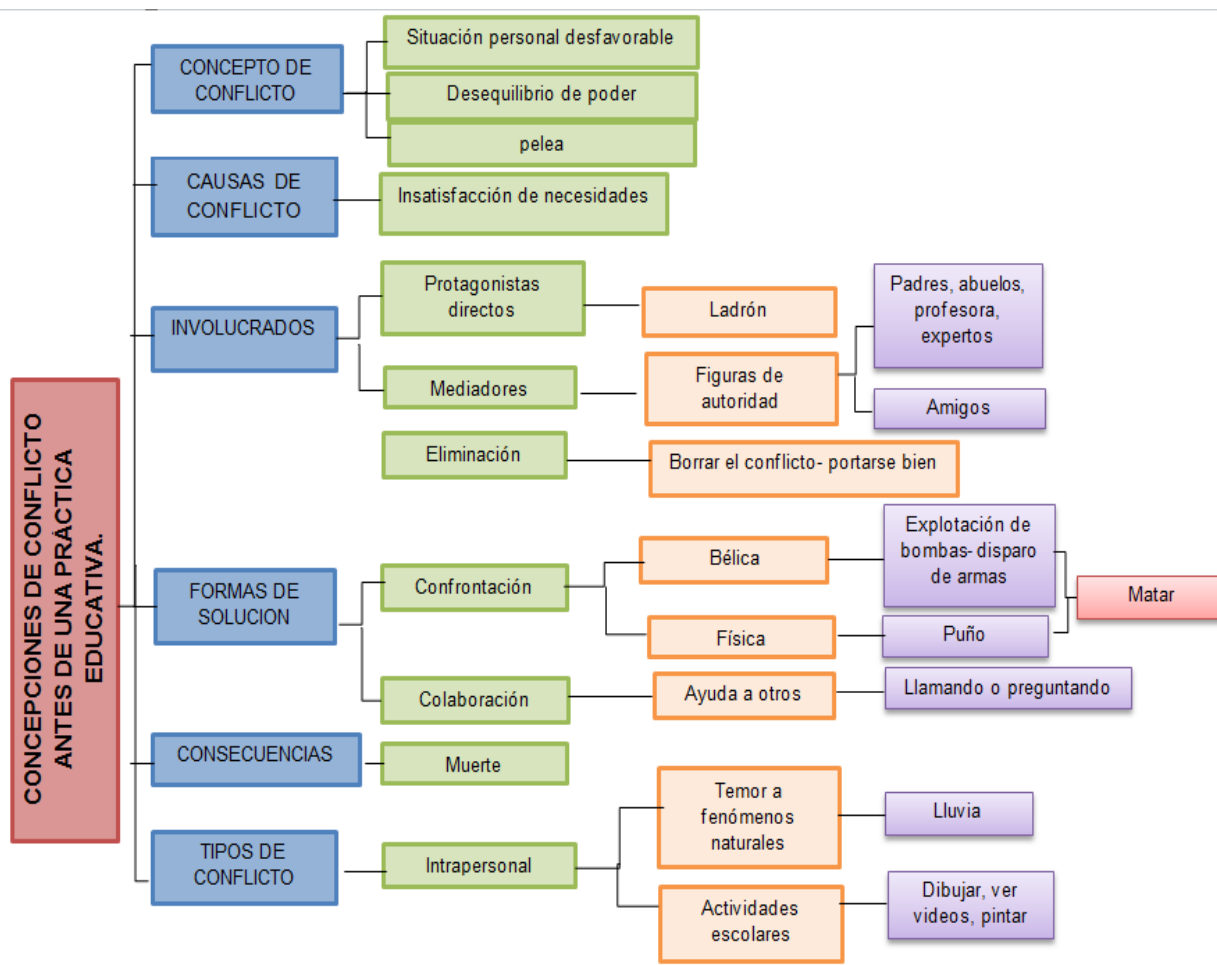 CONCEPCIONES DE CONFLICTO
ANTES DE UNA PRÁCTICA
EDUCATIVA.
CONCEPTO DE
CONFLICTO
Situación personal desfavorable
Desequilibrio de poder
pelea
CAUSAS DE
CONFLICTO
Insatisfacción de necesidades
INVOLUCRADOS
Protagonistas
directos
Ladrón
Mediadores
Figuras de
autoridad
Padres, abuelos,
profesora,
expertos
Amigos
FORMAS DE
SOLUCION
Eliminación
Borrar el conflicto- portarse bien
Confrontación
Bélica
Explotación de
bombas- disparo
de armas
Física
Puño
Matar
Colaboración
Ayuda a otros
Llamando o preguntando
CONSECUENCIAS
Muerte
TIPOS DE
CONFLICTO
Intrapersonal
Temor a
fenómenos
naturales
Lluvia
Actividades
escolares
Dibujar, ver
videos, pintar